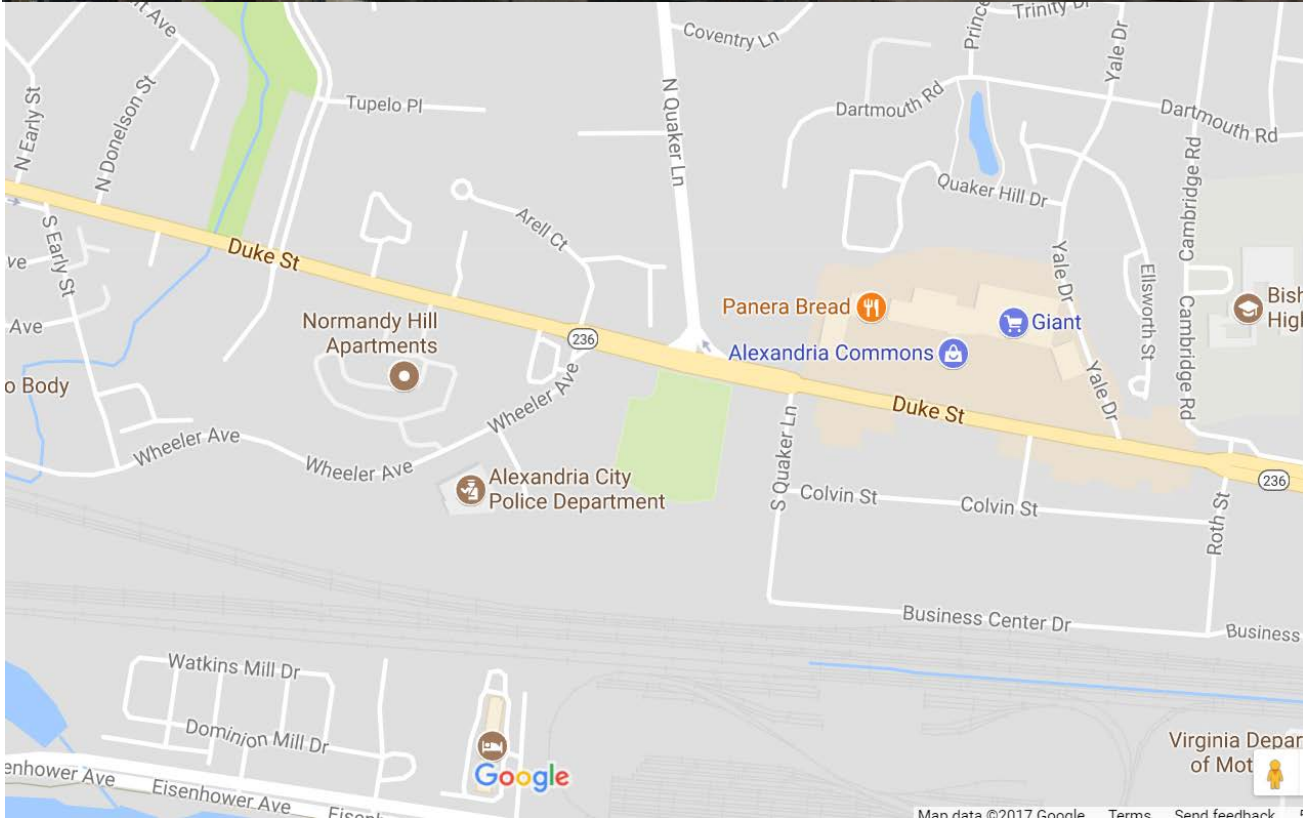 Trinity Dr
Coventry Ln
Yale Dr
N Early St
N Donelson St
Tupelo Pl
N Quaker Ln
Dartmouth Rd
Dartmouth Rd
Cambridge Rd
Quaker Hill Dr
Arell Ct
S Early St
Duke St
Yale Dr
Ellsworth St
Ave
Normandy Hill
Apartments
236
Panera Bread
Giant
Alexandria Commons
Cambridge Rd
o Body
Wheeler Ave
Duke St
Yale Dr
Wheeler Ave
Wheeler Ave
Alexandria City
Police Department
S Quaker Ln
Colvin St
Colvin St
236
Roth St
Business Center Dr
Business
Watkins Mill Dr
Dominion Mill Dr
Virginia Depar
of Mot
Google
enhower Ave
Eisenhower Ave
Map data ©2017 Google Terms Send feedback